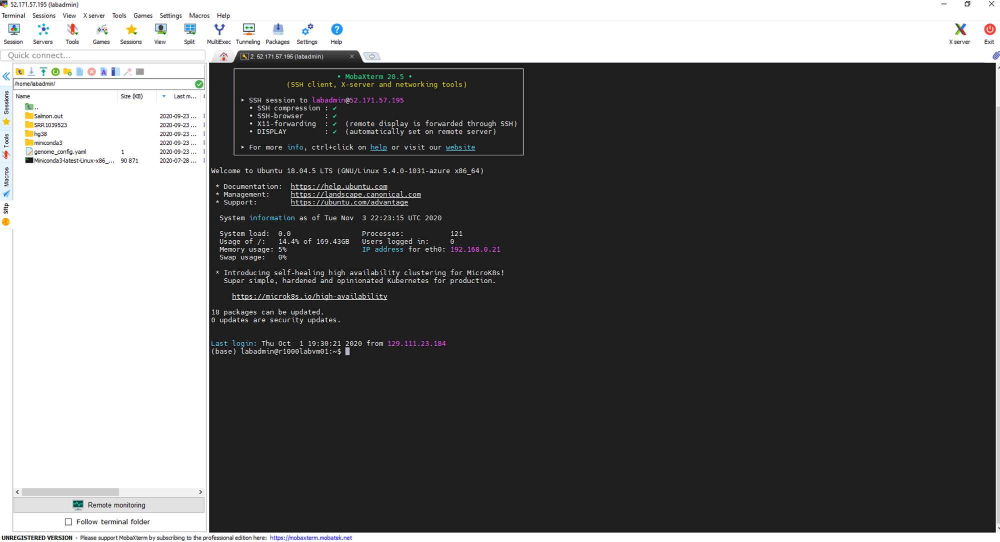 52.171.57.195 (labadmin)
Terminal Sessions View X server Tools Games Settings Macros Help
Session Servers Tools Games Sessions View Split MultiExec Tunneling Packages Settings Help X server Exit
Quick connect...
2. 52.171.57.195 (labadmin)
/home/labadmin/
Name Size (KB) Last m...
..
Salmon.out 2020-09-23 ...
SRR1039523 2020-09-23 ...
hg38 2020-09-23 ...
miniconda3 2020-09-23 ...
genome_config.yaml 1 2020-09-23 ...
Miniconda3-latest-Linux-x86_... 90 871 2020-07-28 ...
Sessions
Tools
Macros
Sftp
Remote monitoring
Follow terminal folder
• MobaXterm 20.5 •
(SSH client, X-server and networking tools)
➤ SSH session to labadmin@52.171.57.195
• SSH compression : ✔
• SSH-browser : ✔
• X11-forwarding : ✔ (remote display is forwarded through SSH)
• DISPLAY : ✔ (automatically set on remote server)
➤ For more info, ctrl+click on help or visit our website
Welcome to Ubuntu 18.04.5 LTS (GNU/Linux 5.4.0-1031-azure x86_64)
* Documentation: https://help.ubuntu.com
* Management: https://landscape.canonical.com
* Support: https://ubuntu.com/advantage
System information as of Tue Nov 3 22:23:15 UTC 2020
System load: 0.0 Processes: 121
Usage of /: 14.4% of 169.43GB Users logged in: 0
Memory usage: 5% IP address for eth0: 192.168.0.21
Swap usage: 0%
* Introducing self-healing high availability clustering for MicroK8s!
Super simple, hardened and opinionated Kubernetes for production.
https://microk8s.io/high-availability
18 packages can be updated.
0 updates are security updates.
Last login: Thu Oct 1 19:30:21 2020 from 129.111.23.184
(base) labadmin@r1000labvm01:~$
UNREGISTERED VERSION - Please support MobaXterm by subscribing to the professional edition here: https://mobaxterm.mobatek.net